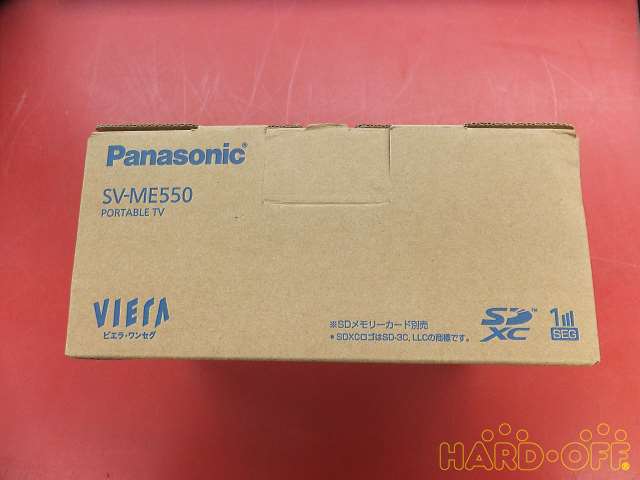 Panasonic
SV-ME550
PORTABLE TV
VIERA
ビエラ・ワンセグ
※SDメモリーカード別売
• SDXCロゴはSD-3C, LLCの商標です。
SD™
XC
1
SEG
HARD・OFF